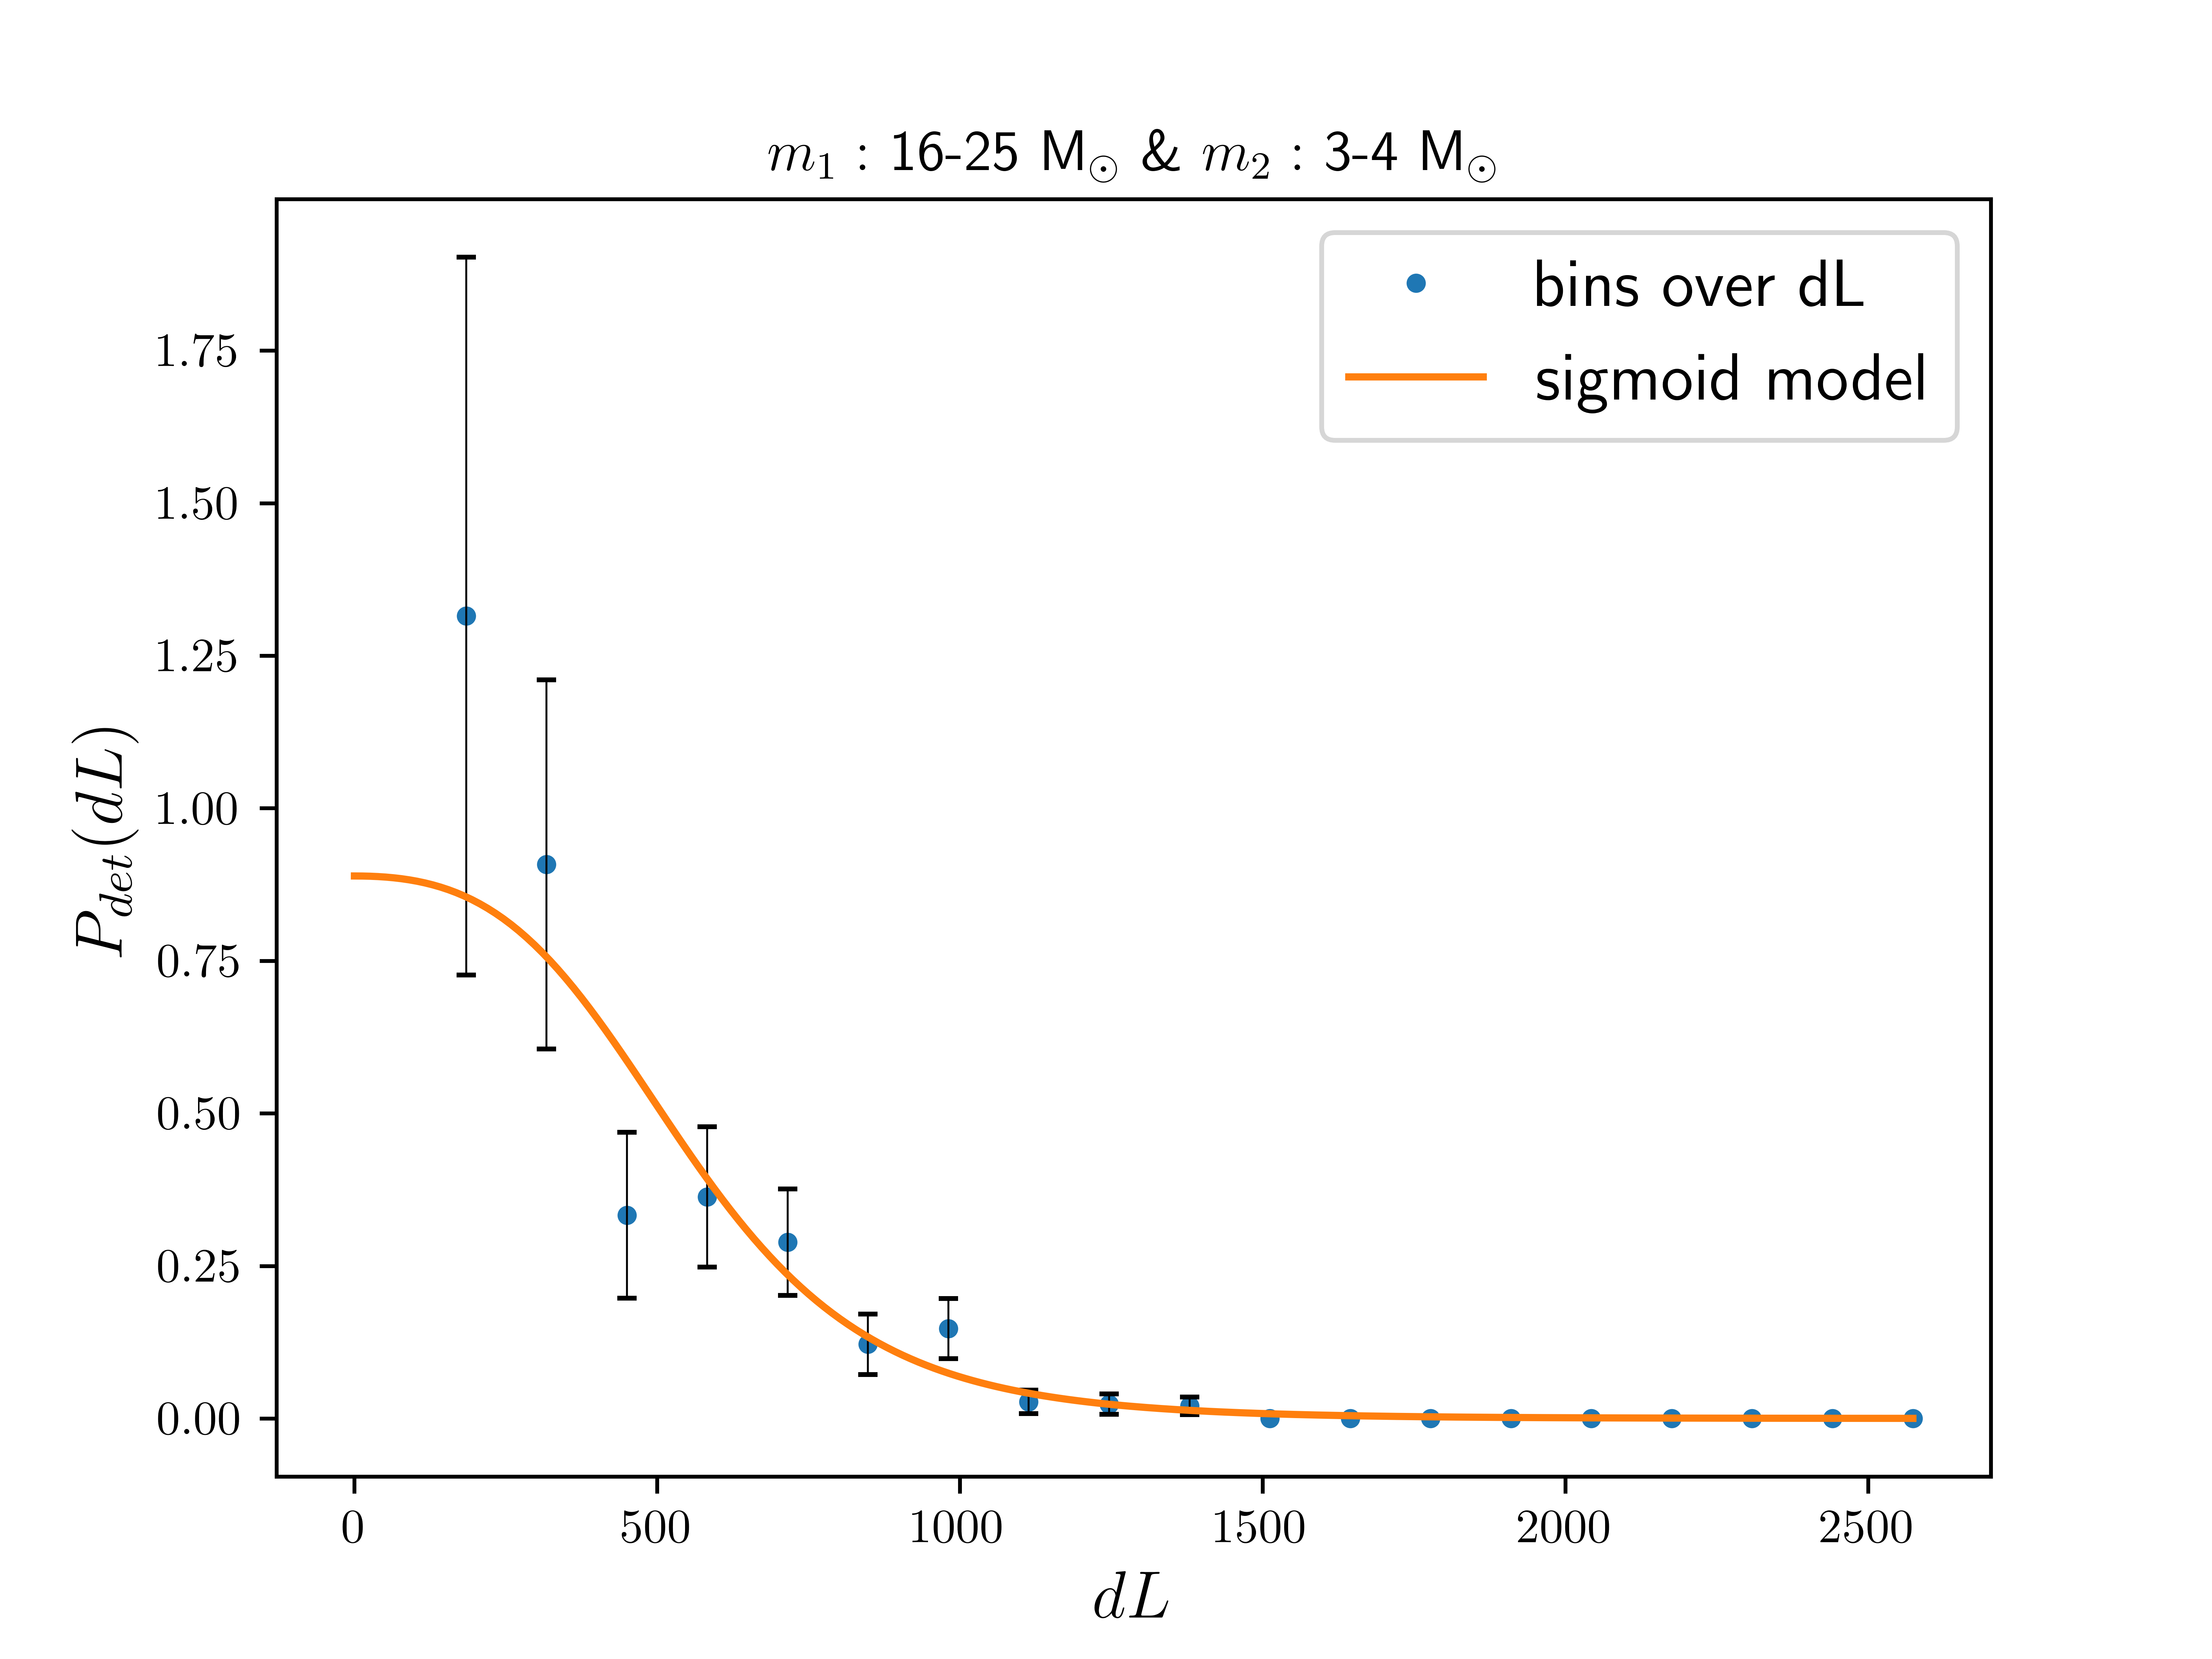 m₁ : 16-25 M⊙ & m₂ : 3-4 M⊙
bins over dL
sigmoid model
1.75
1.50
1.25
1.00
0.75
0.50
0.25
0.00
P_det(dL)
0 500 1000 1500 2000 2500
dL